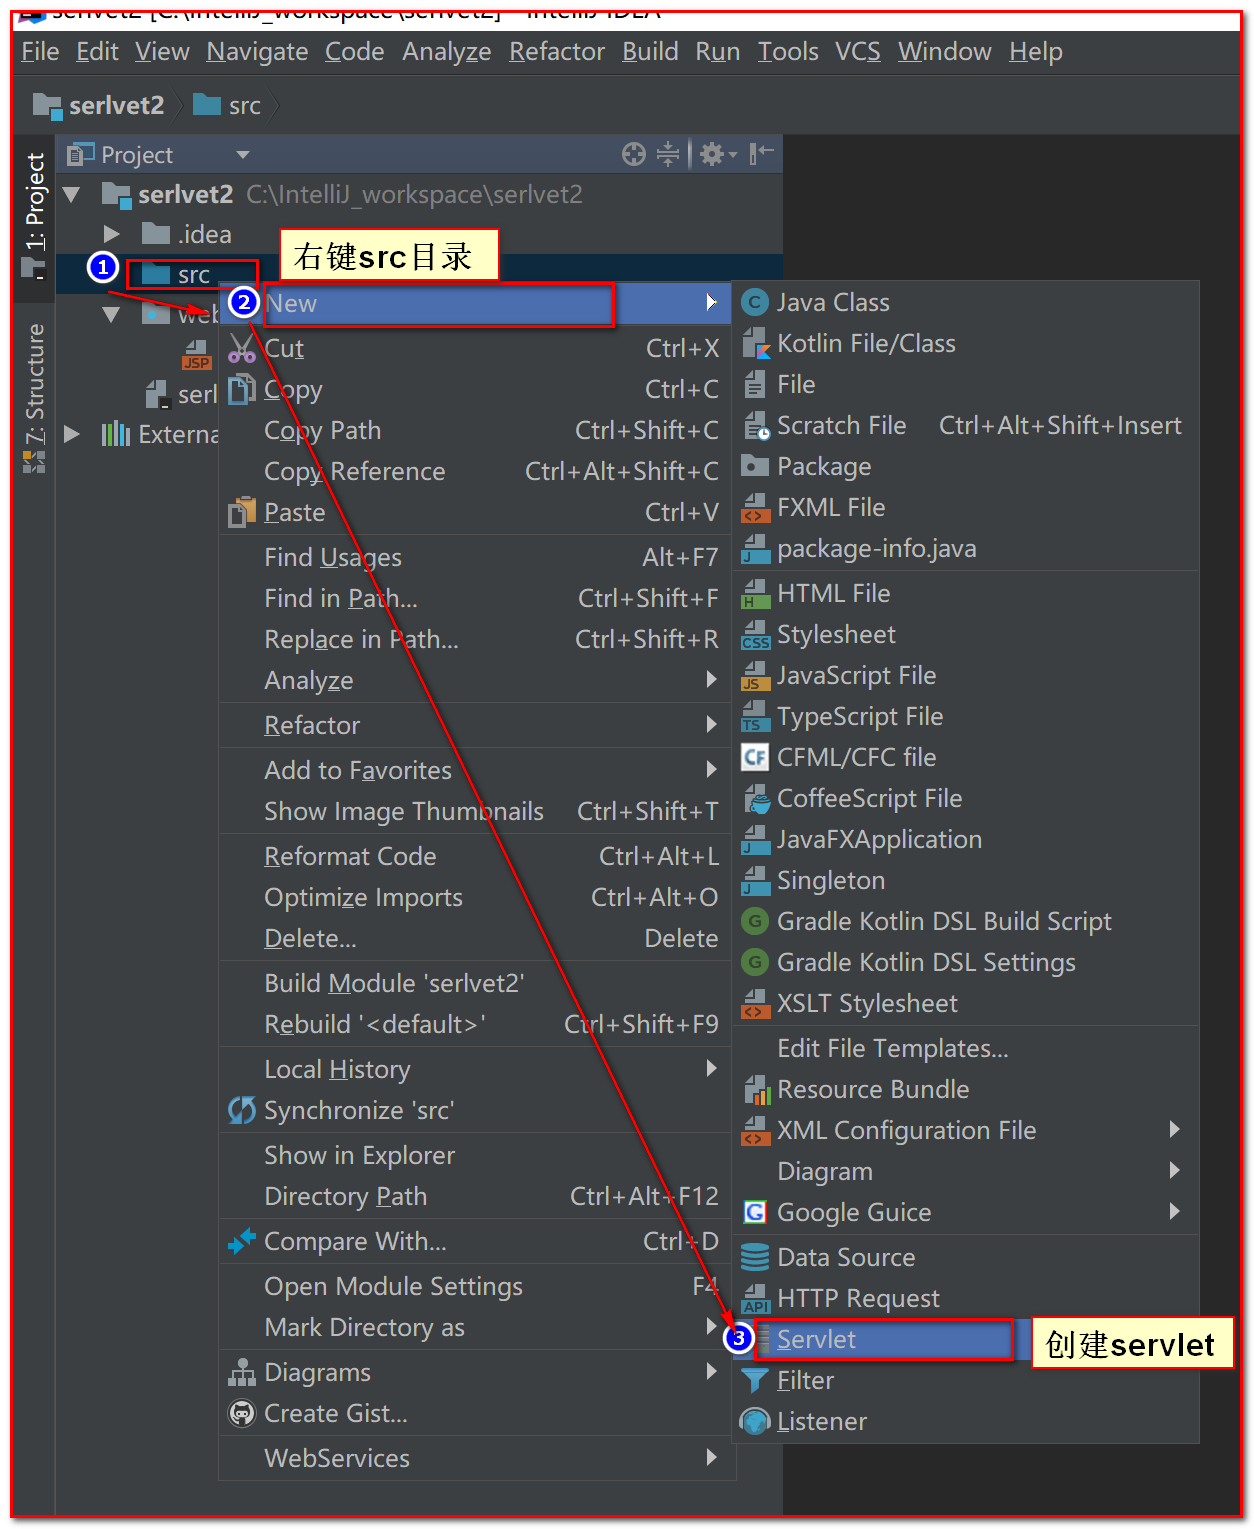 serlvet2 [C:\IntelliJ_workspace\serlvet2] - IntelliJ IDEA
File Edit View Navigate Code Analyze Refactor Build Run Tools VCS Window Help
serlvet2 src
1: Project
7: Structure
Project
serlvet2 C:\IntelliJ_workspace\serlvet2
.idea
右键src目录
1 src
web
JSP
serl
Externa
2 New
Cut Ctrl+X
Copy Ctrl+C
Copy Path Ctrl+Shift+C
Copy Reference Ctrl+Alt+Shift+C
Paste Ctrl+V
Find Usages Alt+F7
Find in Path... Ctrl+Shift+F
Replace in Path... Ctrl+Shift+R
Analyze
Refactor
Add to Favorites
Show Image Thumbnails Ctrl+Shift+T
Reformat Code Ctrl+Alt+L
Optimize Imports Ctrl+Alt+O
Delete... Delete
Build Module 'serlvet2'
Rebuild '<default>' Ctrl+Shift+F9
Local History
Synchronize 'src'
Show in Explorer
Directory Path Ctrl+Alt+F12
Compare With... Ctrl+D
Open Module Settings F4
Mark Directory as
Diagrams
Create Gist...
WebServices
C Java Class
Kotlin File/Class
File
Scratch File Ctrl+Alt+Shift+Insert
Package
FXML File
J package-info.java
H HTML File
CSS Stylesheet
JS JavaScript File
TS TypeScript File
CF CFML/CFC file
CoffeeScript File
J JavaFXApplication
J Singleton
G Gradle Kotlin DSL Build Script
G Gradle Kotlin DSL Settings
XSLT Stylesheet
Edit File Templates...
Resource Bundle
XML Configuration File
Diagram
G Google Guice
Data Source
API HTTP Request
3 Servlet 创建servlet
Filter
Listener